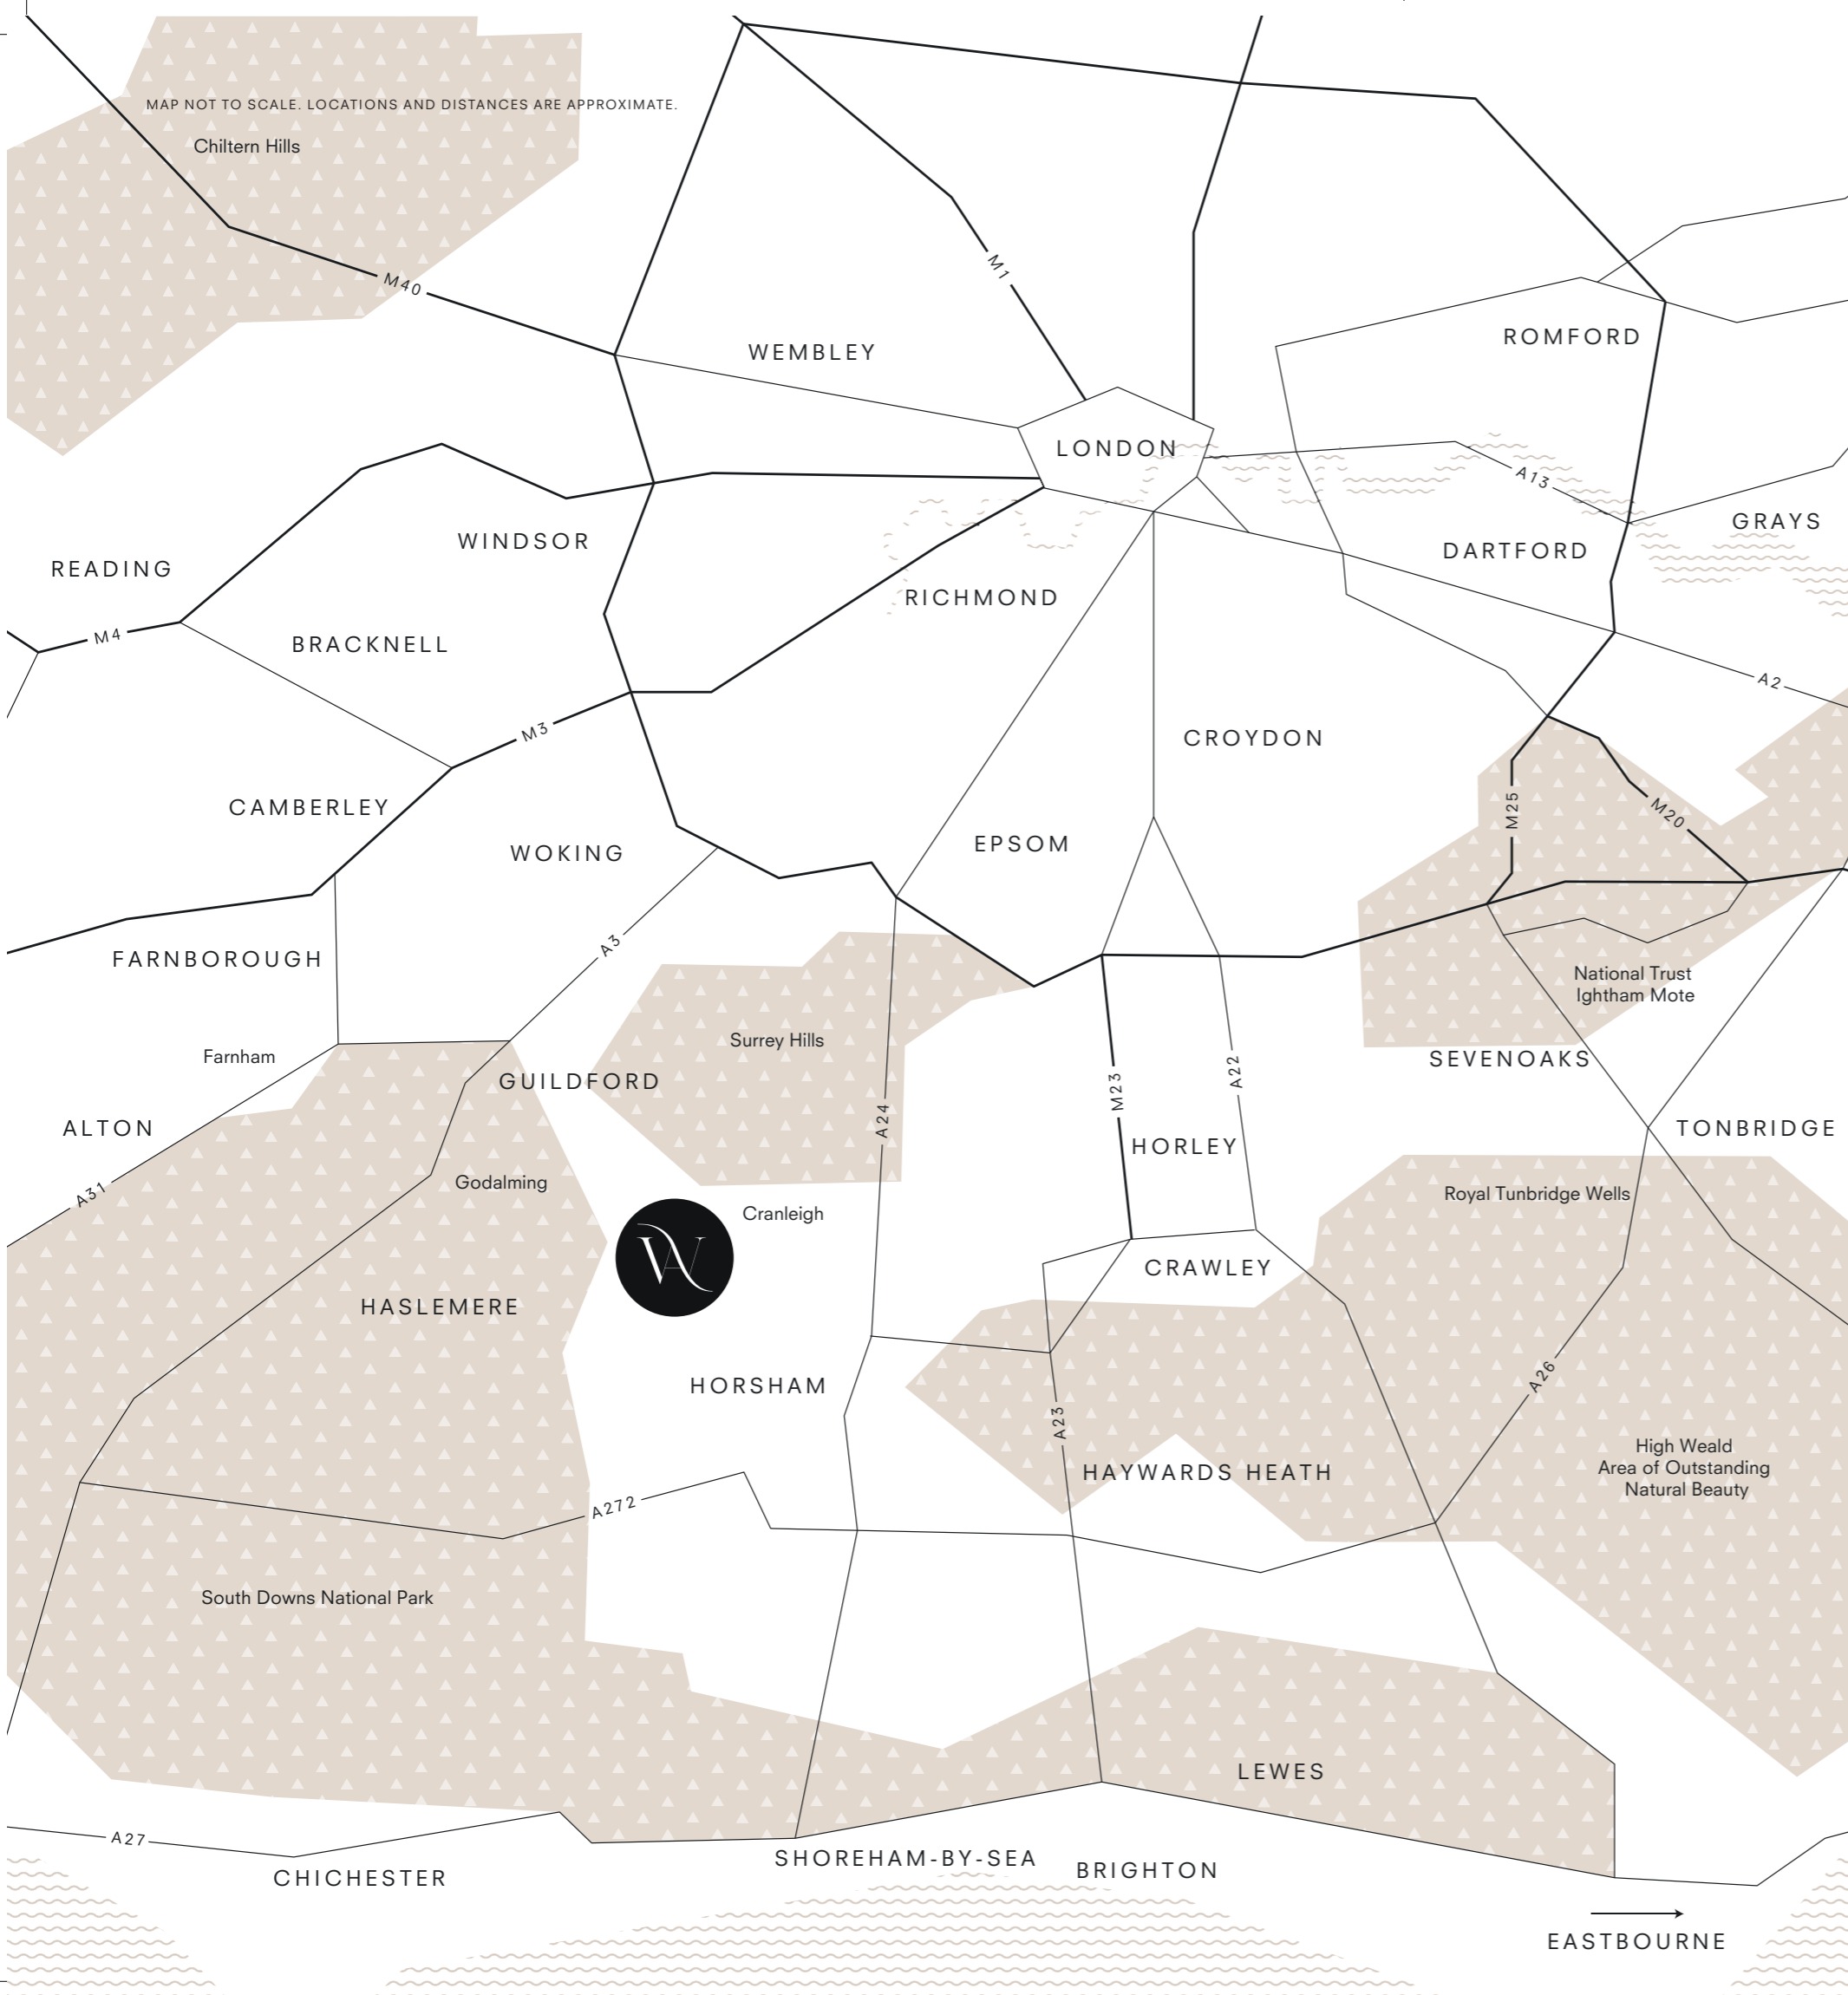 MAP NOT TO SCALE. LOCATIONS AND DISTANCES ARE APPROXIMATE.
Chiltern Hills
M40
M1
WEMBLEY
ROMFORD
LONDON
A13
GRAYS
WINDSOR
DARTFORD
READING
RICHMOND
M4
BRACKNELL
A2
M3
CROYDON
CAMBERLEY
M25
M20
WOKING
EPSOM
A3
FARNBOROUGH
National Trust
Ightham Mote
Surrey Hills
Farnham
SEVENOAKS
GUILDFORD
A22
M23
A24
ALTON
TONBRIDGE
HORLEY
Godalming
A31
Royal Tunbridge Wells
Cranleigh
CRAWLEY
HASLEMERE
A26
HORSHAM
A23
High Weald
Area of Outstanding
Natural Beauty
HAYWARDS HEATH
A272
South Downs National Park
LEWES
A27
SHOREHAM-BY-SEA
BRIGHTON
CHICHESTER
EASTBOURNE